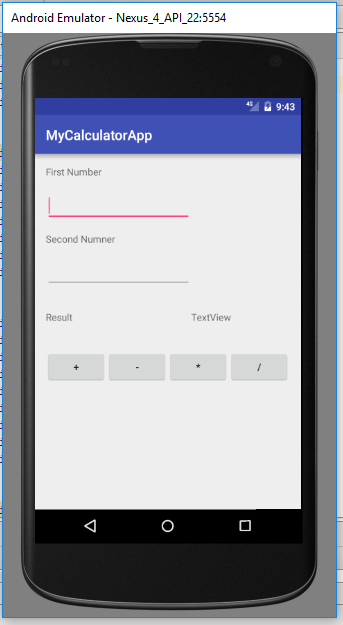 Android Emulator - Nexus_4_API_22:5554
4G 9:43
MyCalculatorApp
First Number
Second Numner
Result TextView
+ - * /